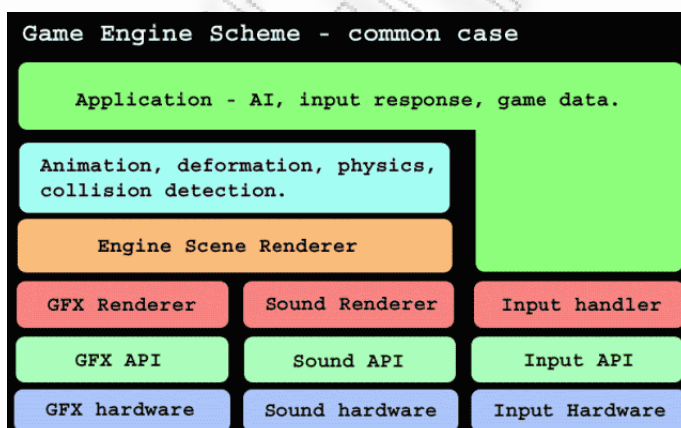 Game Engine Scheme - common case
Application - AI, input response, game data.
Animation, deformation, physics,
collision detection.
Engine Scene Renderer
GFX Renderer
Sound Renderer
Input handler
GFX API
Sound API
Input API
GFX hardware
Sound hardware
Input Hardware